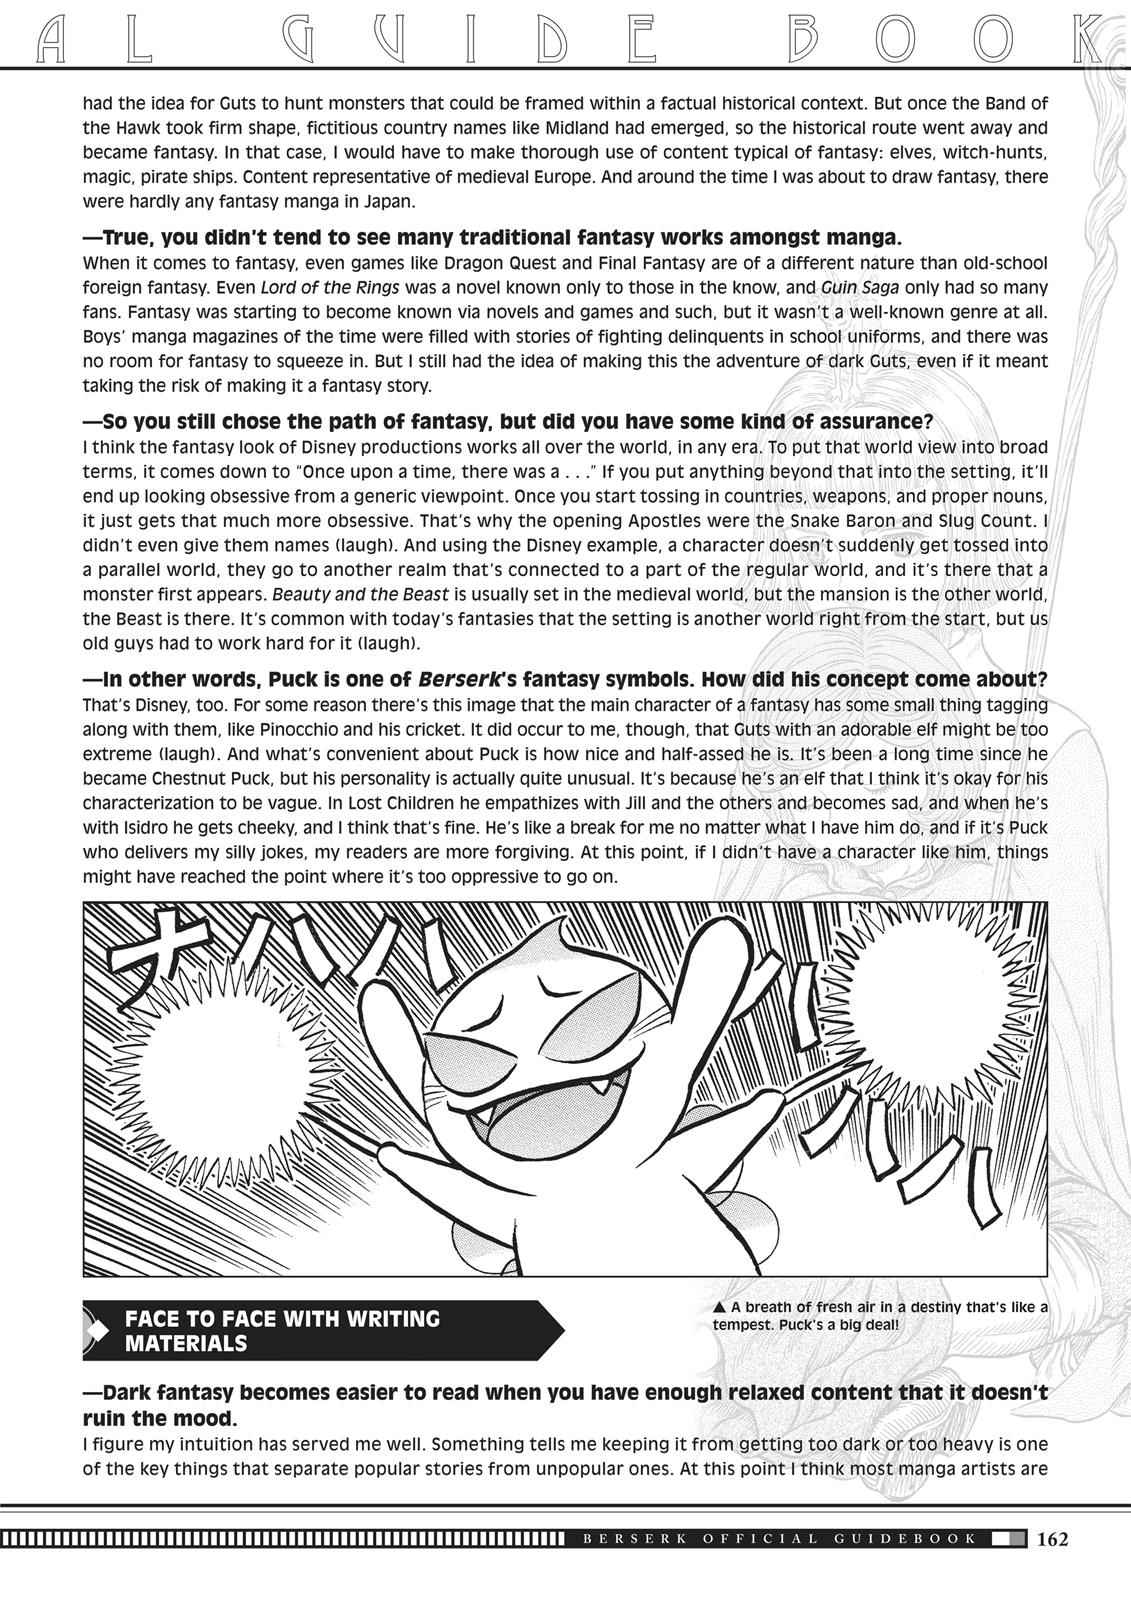 AL GUIDE BOOK
had the idea for Guts to hunt monsters that could be framed within a factual historical context. But once the Band of
the Hawk took firm shape, fictitious country names like Midland had emerged, so the historical route went away and
became fantasy. In that case, I would have to make thorough use of content typical of fantasy: elves, witch-hunts,
magic, pirate ships. Content representative of medieval Europe. And around the time I was about to draw fantasy, there
were hardly any fantasy manga in Japan.
—True, you didn't tend to see many traditional fantasy works amongst manga.
When it comes to fantasy, even games like Dragon Quest and Final Fantasy are of a different nature than old-school
foreign fantasy. Even Lord of the Rings was a novel known only to those in the know, and Guin Saga only had so many
fans. Fantasy was starting to become known via novels and games and such, but it wasn't a well-known genre at all.
Boys' manga magazines of the time were filled with stories of fighting delinquents in school uniforms, and there was
no room for fantasy to squeeze in. But I still had the idea of making this the adventure of dark Guts, even if it meant
taking the risk of making it a fantasy story.
—So you still chose the path of fantasy, but did you have some kind of assurance?
I think the fantasy look of Disney productions works all over the world, in any era. To put that world view into broad
terms, it comes down to "Once upon a time, there was a . . ." If you put anything beyond that into the setting, it'll
end up looking obsessive from a generic viewpoint. Once you start tossing in countries, weapons, and proper nouns,
it just gets that much more obsessive. That's why the opening Apostles were the Snake Baron and Slug Count. I
didn't even give them names (laugh). And using the Disney example, a character doesn't suddenly get tossed into
a parallel world, they go to another realm that's connected to a part of the regular world, and it's there that a
monster first appears. Beauty and the Beast is usually set in the medieval world, but the mansion is the other world,
the Beast is there. It's common with today's fantasies that the setting is another world right from the start, but us
old guys had to work hard for it (laugh).
—In other words, Puck is one of Berserk's fantasy symbols. How did his concept come about?
That's Disney, too. For some reason there's this image that the main character of a fantasy has some small thing tagging
along with them, like Pinocchio and his cricket. It did occur to me, though, that Guts with an adorable elf might be too
extreme (laugh). And what's convenient about Puck is how nice and half-assed he is. It's been a long time since he
became Chestnut Puck, but his personality is actually quite unusual. It's because he's an elf that I think it's okay for his
characterization to be vague. In Lost Children he empathizes with Jill and the others and becomes sad, and when he's
with Isidro he gets cheeky, and I think that's fine. He's like a break for me no matter what I have him do, and if it's Puck
who delivers my silly jokes, my readers are more forgiving. At this point, if I didn't have a character like him, things
might have reached the point where it's too oppressive to go on.
ナハハハハハハ
▲ A breath of fresh air in a destiny that's like a
tempest. Puck's a big deal!
FACE TO FACE WITH WRITING
MATERIALS
—Dark fantasy becomes easier to read when you have enough relaxed content that it doesn't
ruin the mood.
I figure my intuition has served me well. Something tells me keeping it from getting too dark or too heavy is one
of the key things that separate popular stories from unpopular ones. At this point I think most manga artists are
BERSERK OFFICIAL GUIDEBOOK 162